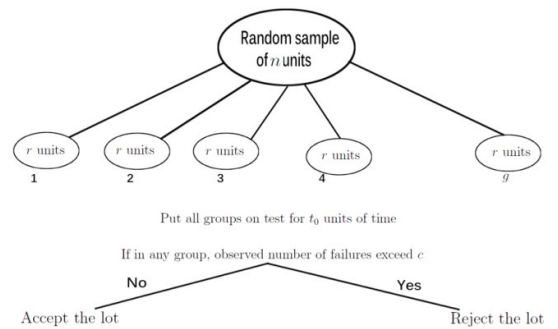 Random sample
of n units
r units
r units
r units
r units
r units
1
2
3
4
g
Put all groups on test for t₀ units of time
If in any group, observed number of failures exceed c
No
Yes
Accept the lot
Reject the lot